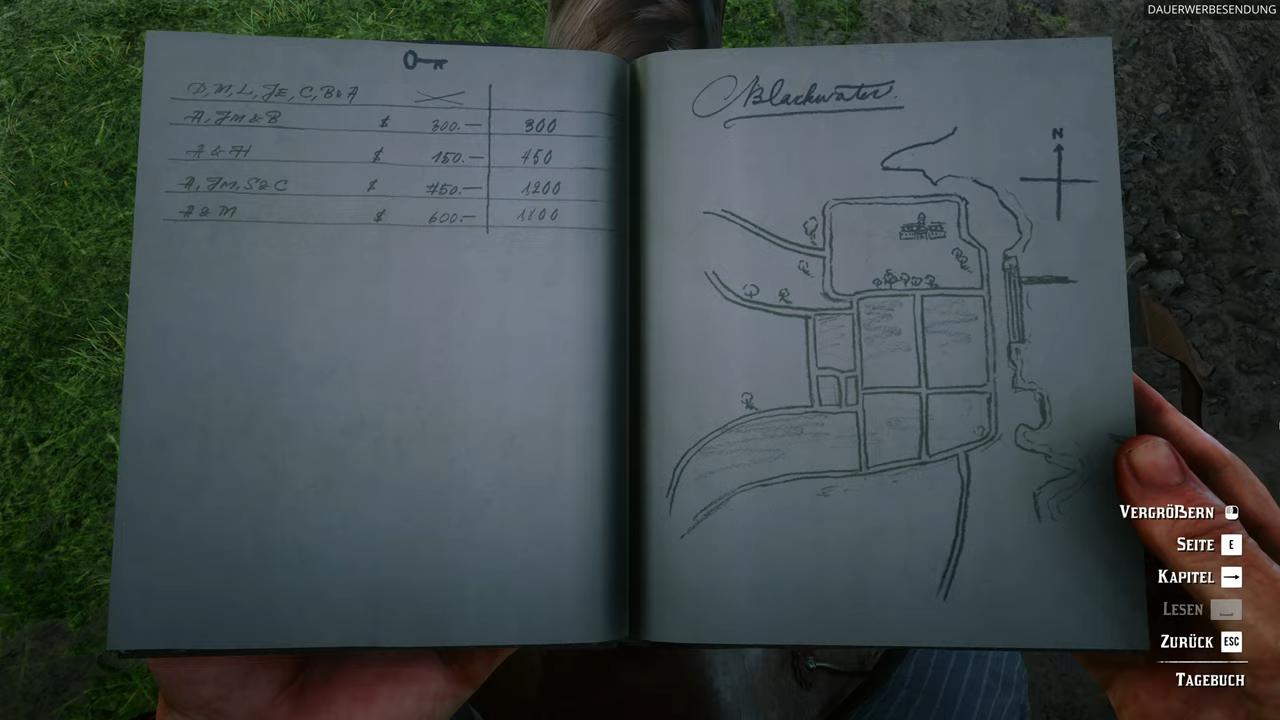 DAUERWERBESENDUNG
D, M, L, JE, C, B & A
A, JM & B $ 300.— 300
A & H $ 150.— 450
A, JM, S & C $ 750.— 1200
A & M $ 600.— 1800
Blackwater.
N
VERGRÖẞERN
SEITE E
KAPITEL →
LESEN
ZURÜCK ESC
TAGEBUCH